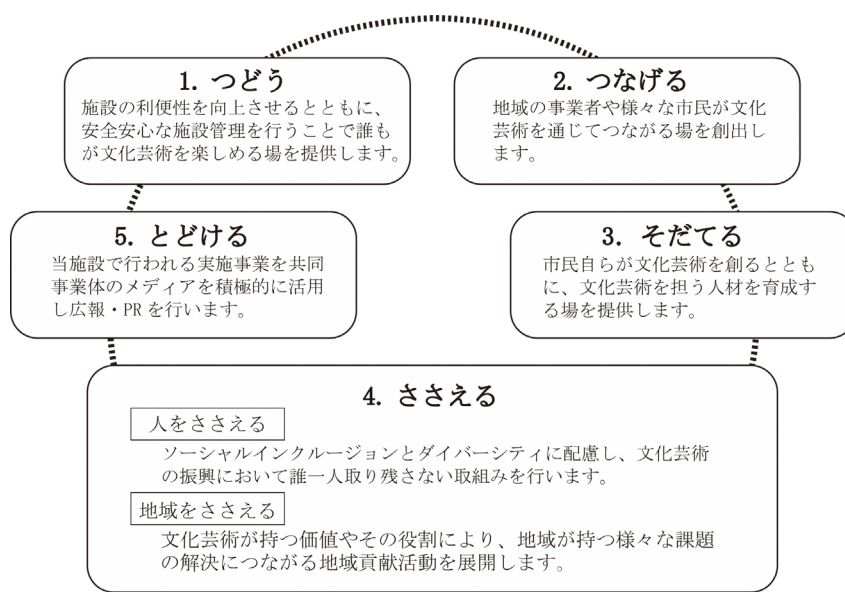 1. つどう
施設の利便性を向上させるとともに、
安全安心な施設管理を行うことで誰も
が文化芸術を楽しめる場を提供します。
2. つなげる
地域の事業者や様々な市民が文化
芸術を通じてつながる場を創出し
ます。
3. そだてる
市民自らが文化芸術を創るととも
に、文化芸術を担う人材を育成す
る場を提供します。
4. ささえる
人をささえる
ソーシャルインクルージョンとダイバーシティに配慮し、文化芸術
の振興において誰一人取り残さない取組みを行います。
地域をささえる
文化芸術が持つ価値やその役割により、地域が持つ様々な課題
の解決につながる地域貢献活動を展開します。
5. とどける
当施設で行われる実施事業を共同
事業体のメディアを積極的に活用
し広報・PR を行います。